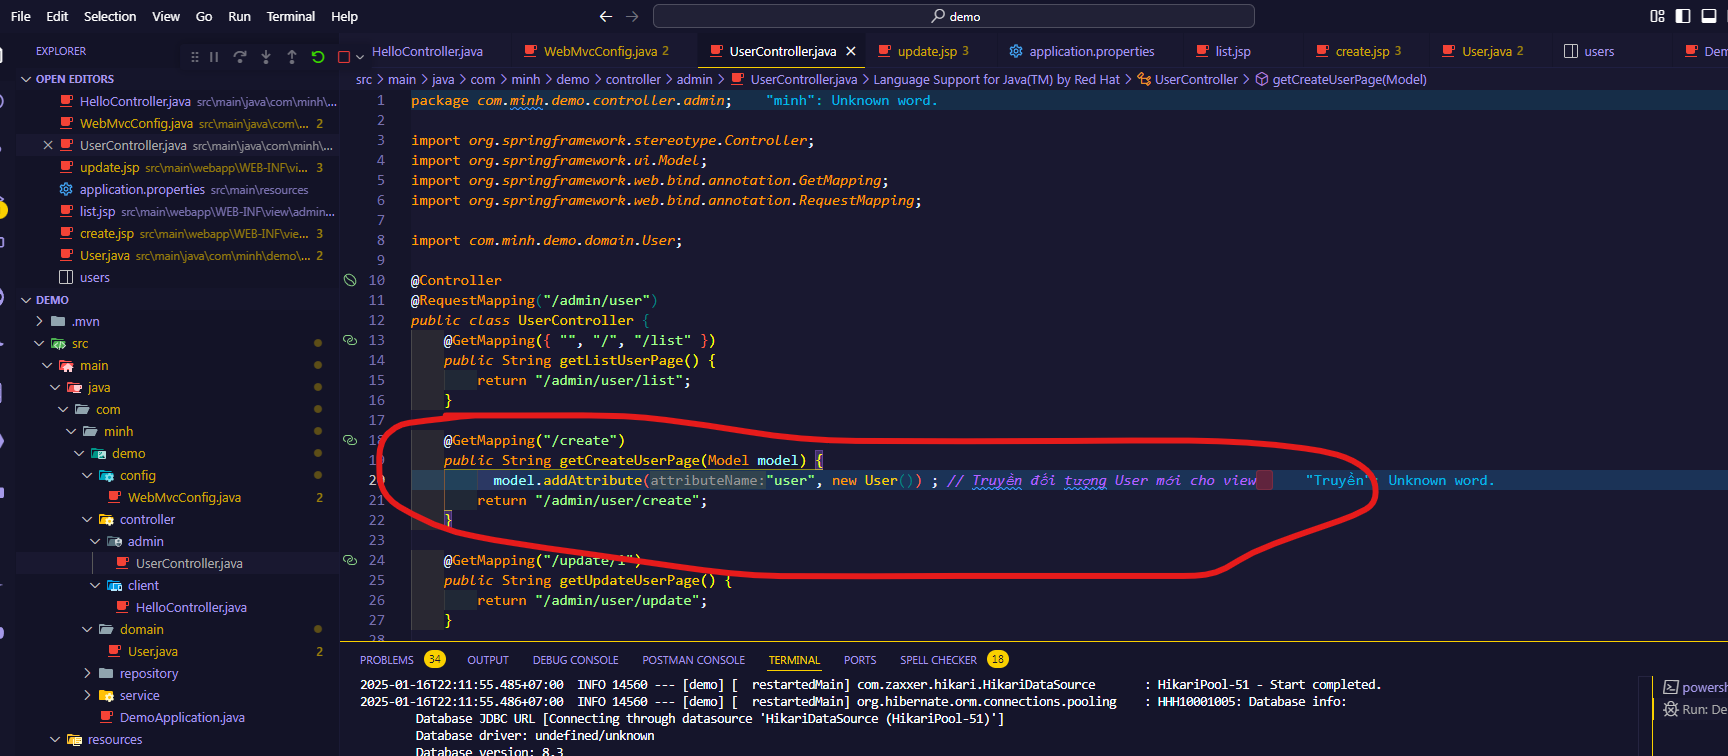 File Edit Selection View Go Run Terminal Help
demo
EXPLORER
HelloController.java
WebMvcConfig.java 2
UserController.java
update.jsp 3
application.properties
list.jsp
create.jsp 3
User.java 2
users
OPEN EDITORS
src > main > java > com > minh > demo > controller > admin > UserController.java > Language Support for Java(TM) by Red Hat > UserController > getCreateUserPage(Model)
HelloController.java src\main\java\com\minh\...
WebMvcConfig.java src\main\java\com\... 2
UserController.java src\main\java\com\minh\...
update.jsp src\main\webapp\WEB-INF\vi... 3
application.properties src\main\resources
list.jsp src\main\webapp\WEB-INF\view\admin...
create.jsp src\main\webapp\WEB-INF\vie... 3
User.java src\main\java\com\minh\demo\... 2
users
DEMO
.mvn
src
main
java
com
minh
demo
config
WebMvcConfig.java 2
controller
admin
UserController.java
client
HelloController.java
domain
User.java 2
repository
service
DemoApplication.java
resources
1 package com.minh.demo.controller.admin; "minh": Unknown word.
2
3 import org.springframework.stereotype.Controller;
4 import org.springframework.ui.Model;
5 import org.springframework.web.bind.annotation.GetMapping;
6 import org.springframework.web.bind.annotation.RequestMapping;
7
8 import com.minh.demo.domain.User;
9
10 @Controller
11 @RequestMapping("/admin/user")
12 public class UserController {
13 @GetMapping({ "", "/", "/list" })
14 public String getListUserPage() {
15 return "/admin/user/list";
16 }
17
18 @GetMapping("/create")
19 public String getCreateUserPage(Model model) {
20 model.addAttribute(attributeName:"user", new User()) ; // Truyền đối tượng User mới cho view "Truyền": Unknown word.
21 return "/admin/user/create";
22 }
23
24 @GetMapping("/update/1")
25 public String getUpdateUserPage() {
26 return "/admin/user/update";
27 }
28
PROBLEMS 34 OUTPUT DEBUG CONSOLE POSTMAN CONSOLE TERMINAL PORTS SPELL CHECKER 18
2025-01-16T22:11:55.485+07:00 INFO 14560 --- [demo] [ restartedMain] com.zaxxer.hikari.HikariDataSource : HikariPool-51 - Start completed.
2025-01-16T22:11:55.486+07:00 INFO 14560 --- [demo] [ restartedMain] org.hibernate.orm.connections.pooling : HHH10001005: Database info:
Database JDBC URL [Connecting through datasource 'HikariDataSource (HikariPool-51)']
Database driver: undefined/unknown
Database version: 8.3
powersh
Run: De